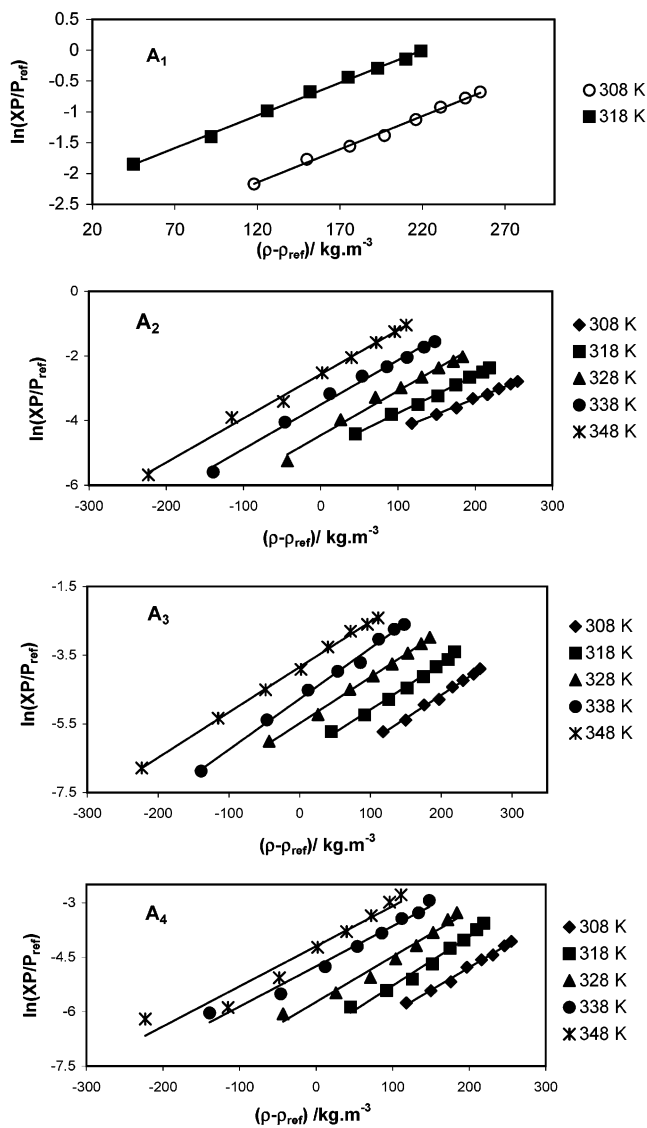 A1
ln(XP/Pref)
0.5
0
-0.5
-1
-1.5
-2
-2.5
20 70 120 170 220 270
(ρ-ρref)/ kg.m-3
308 K
318 K
A2
ln(XP/Pref)
0
-2
-4
-6
-300 -200 -100 0 100 200 300
(ρ-ρref)/ kg.m-3
308 K
318 K
328 K
338 K
348 K
A3
ln(XP/Pref)
-1.5
-3.5
-5.5
-7.5
-300 -200 -100 0 100 200 300
(ρ-ρref)/ kg.m-3
308 K
318 K
328 K
338 K
348 K
A4
ln(XP/Pref)
-3
-4.5
-6
-7.5
-300 -200 -100 0 100 200 300
(ρ-ρref) /kg.m-3
308 K
318 K
328 K
338 K
348 K